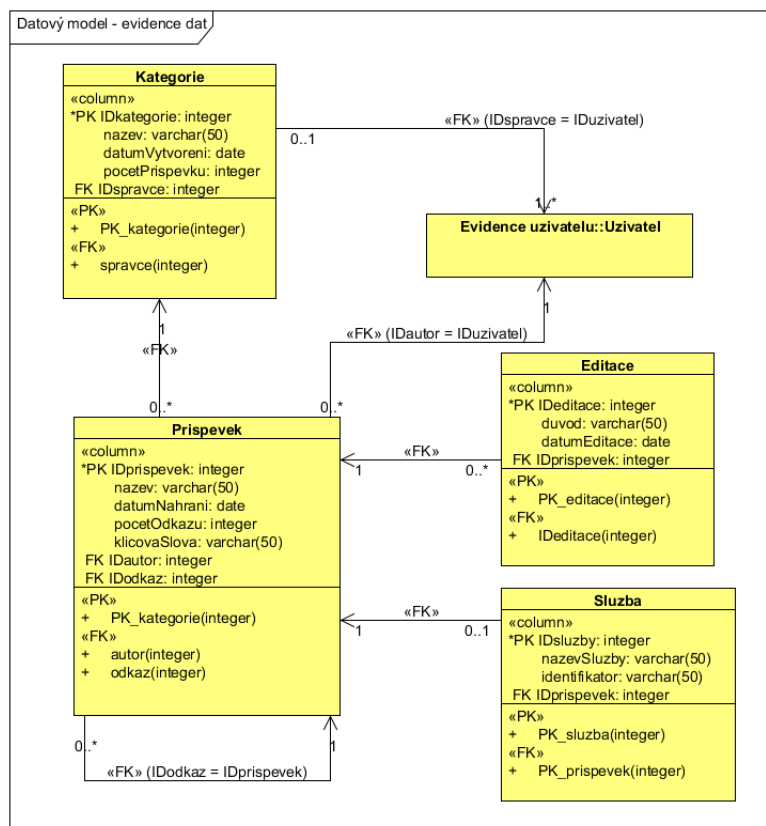 Datový model - evidence dat
Kategorie
«column»
*PK IDkategorie: integer
nazev: varchar(50)
datumVytvoreni: date
pocetPrispevku: integer
FK IDspravce: integer
«PK»
+ PK_kategorie(integer)
«FK»
+ spravce(integer)
«FK» (IDspravce = IDuzivatel)
0..1
1..*
Evidence uzivatelu::Uzivatel
1
«FK»
0..*
«FK» (IDautor = IDuzivatel)
1
0..*
Editace
«column»
*PK IDeditace: integer
duvod: varchar(50)
datumEditace: date
FK IDprispevek: integer
«PK»
+ PK_editace(integer)
«FK»
+ IDeditace(integer)
Prispevek
«column»
*PK IDprispevek: integer
nazev: varchar(50)
datumNahrani: date
pocetOdkazu: integer
klicovaSlova: varchar(50)
FK IDautor: integer
FK IDodkaz: integer
«PK»
+ PK_kategorie(integer)
«FK»
+ autor(integer)
+ odkaz(integer)
«FK»
1
0..*
«FK»
1
0..1
Sluzba
«column»
*PK IDsluzby: integer
nazevSluzby: varchar(50)
identifikator: varchar(50)
FK IDprispevek: integer
«PK»
+ PK_sluzba(integer)
«FK»
+ PK_prispevek(integer)
0..*
1
«FK» (IDodkaz = IDprispevek)